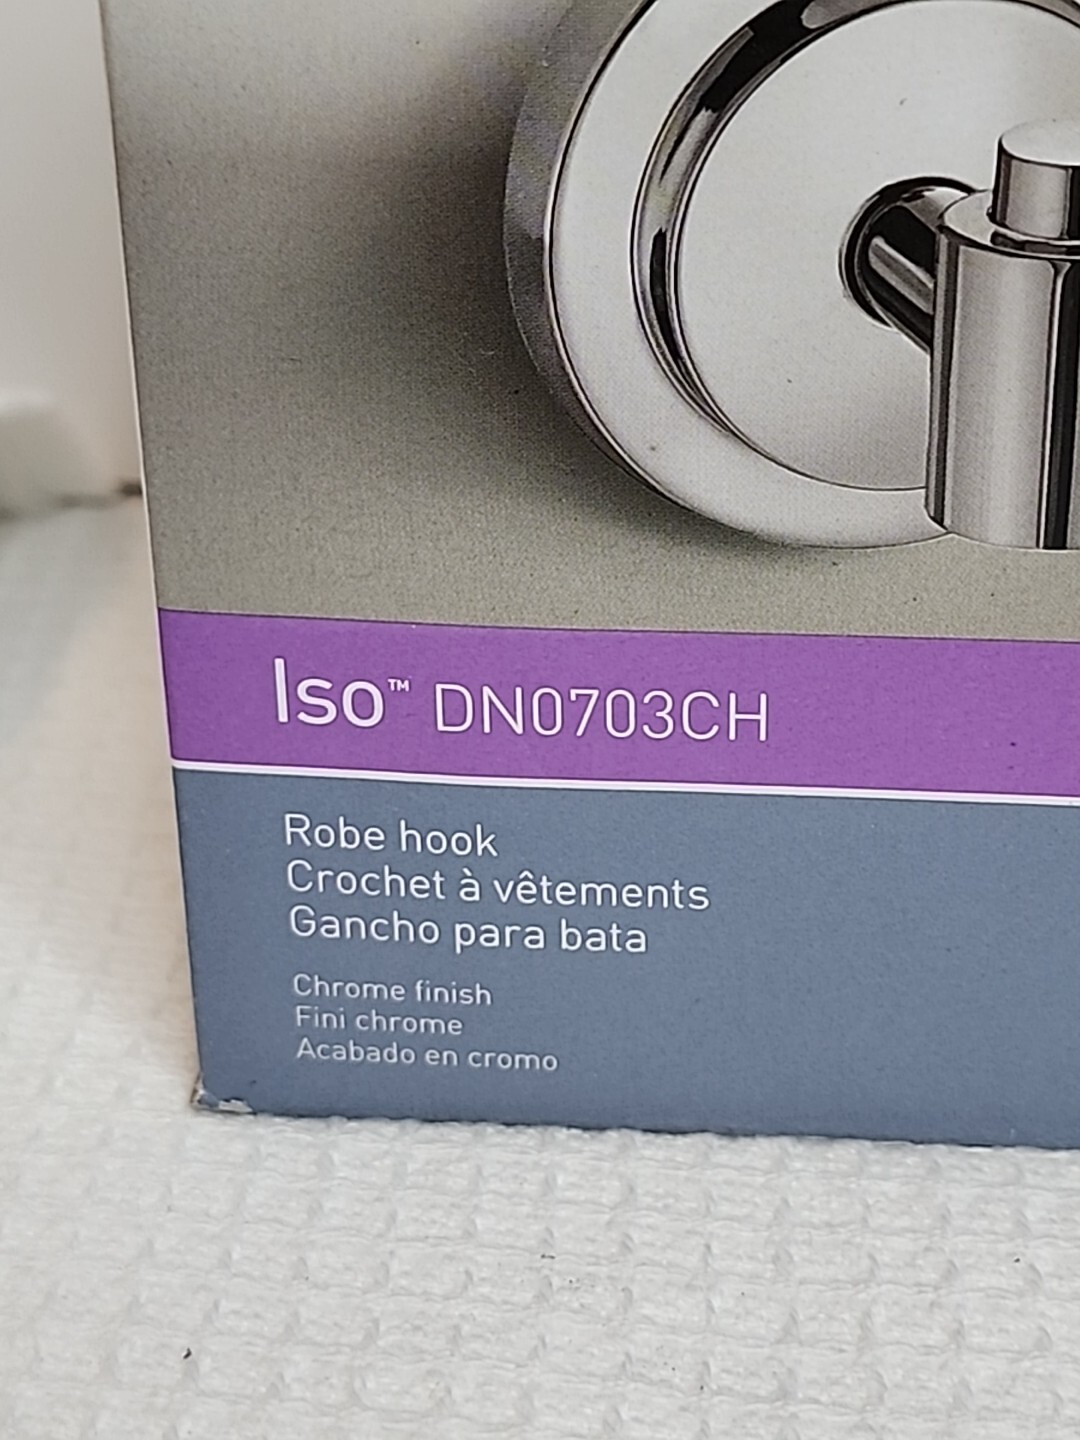 Iso™ DN0703CH
Robe hook
Crochet à vêtements
Gancho para bata
Chrome finish
Fini chrome
Acabado en cromo